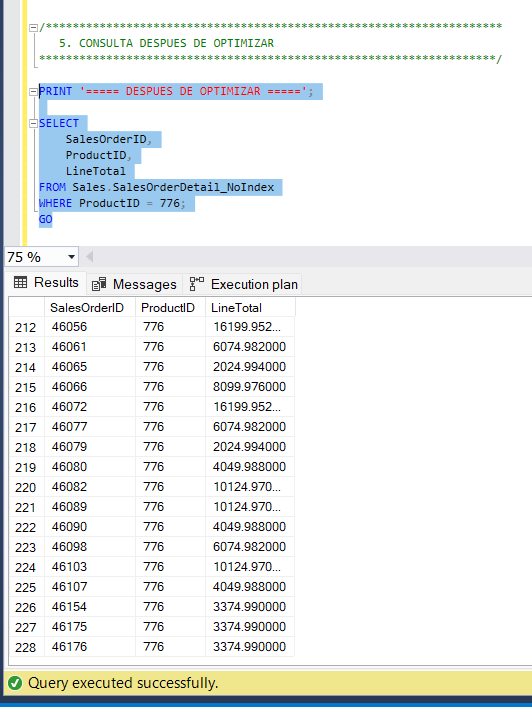 /********************************************************************
5. CONSULTA DESPUES DE OPTIMIZAR
********************************************************************/
PRINT '===== DESPUES DE OPTIMIZAR =====';
SELECT
SalesOrderID,
ProductID,
LineTotal
FROM Sales.SalesOrderDetail_NoIndex
WHERE ProductID = 776;
GO
75 %
Results Messages Execution plan
SalesOrderID ProductID LineTotal
212 46056 776 16199.952...
213 46061 776 6074.982000
214 46065 776 2024.994000
215 46066 776 8099.976000
216 46072 776 16199.952...
217 46077 776 6074.982000
218 46079 776 2024.994000
219 46080 776 4049.988000
220 46082 776 10124.970...
221 46089 776 10124.970...
222 46090 776 4049.988000
223 46098 776 6074.982000
224 46103 776 10124.970...
225 46107 776 4049.988000
226 46154 776 3374.990000
227 46175 776 3374.990000
228 46176 776 3374.990000
Query executed successfully.